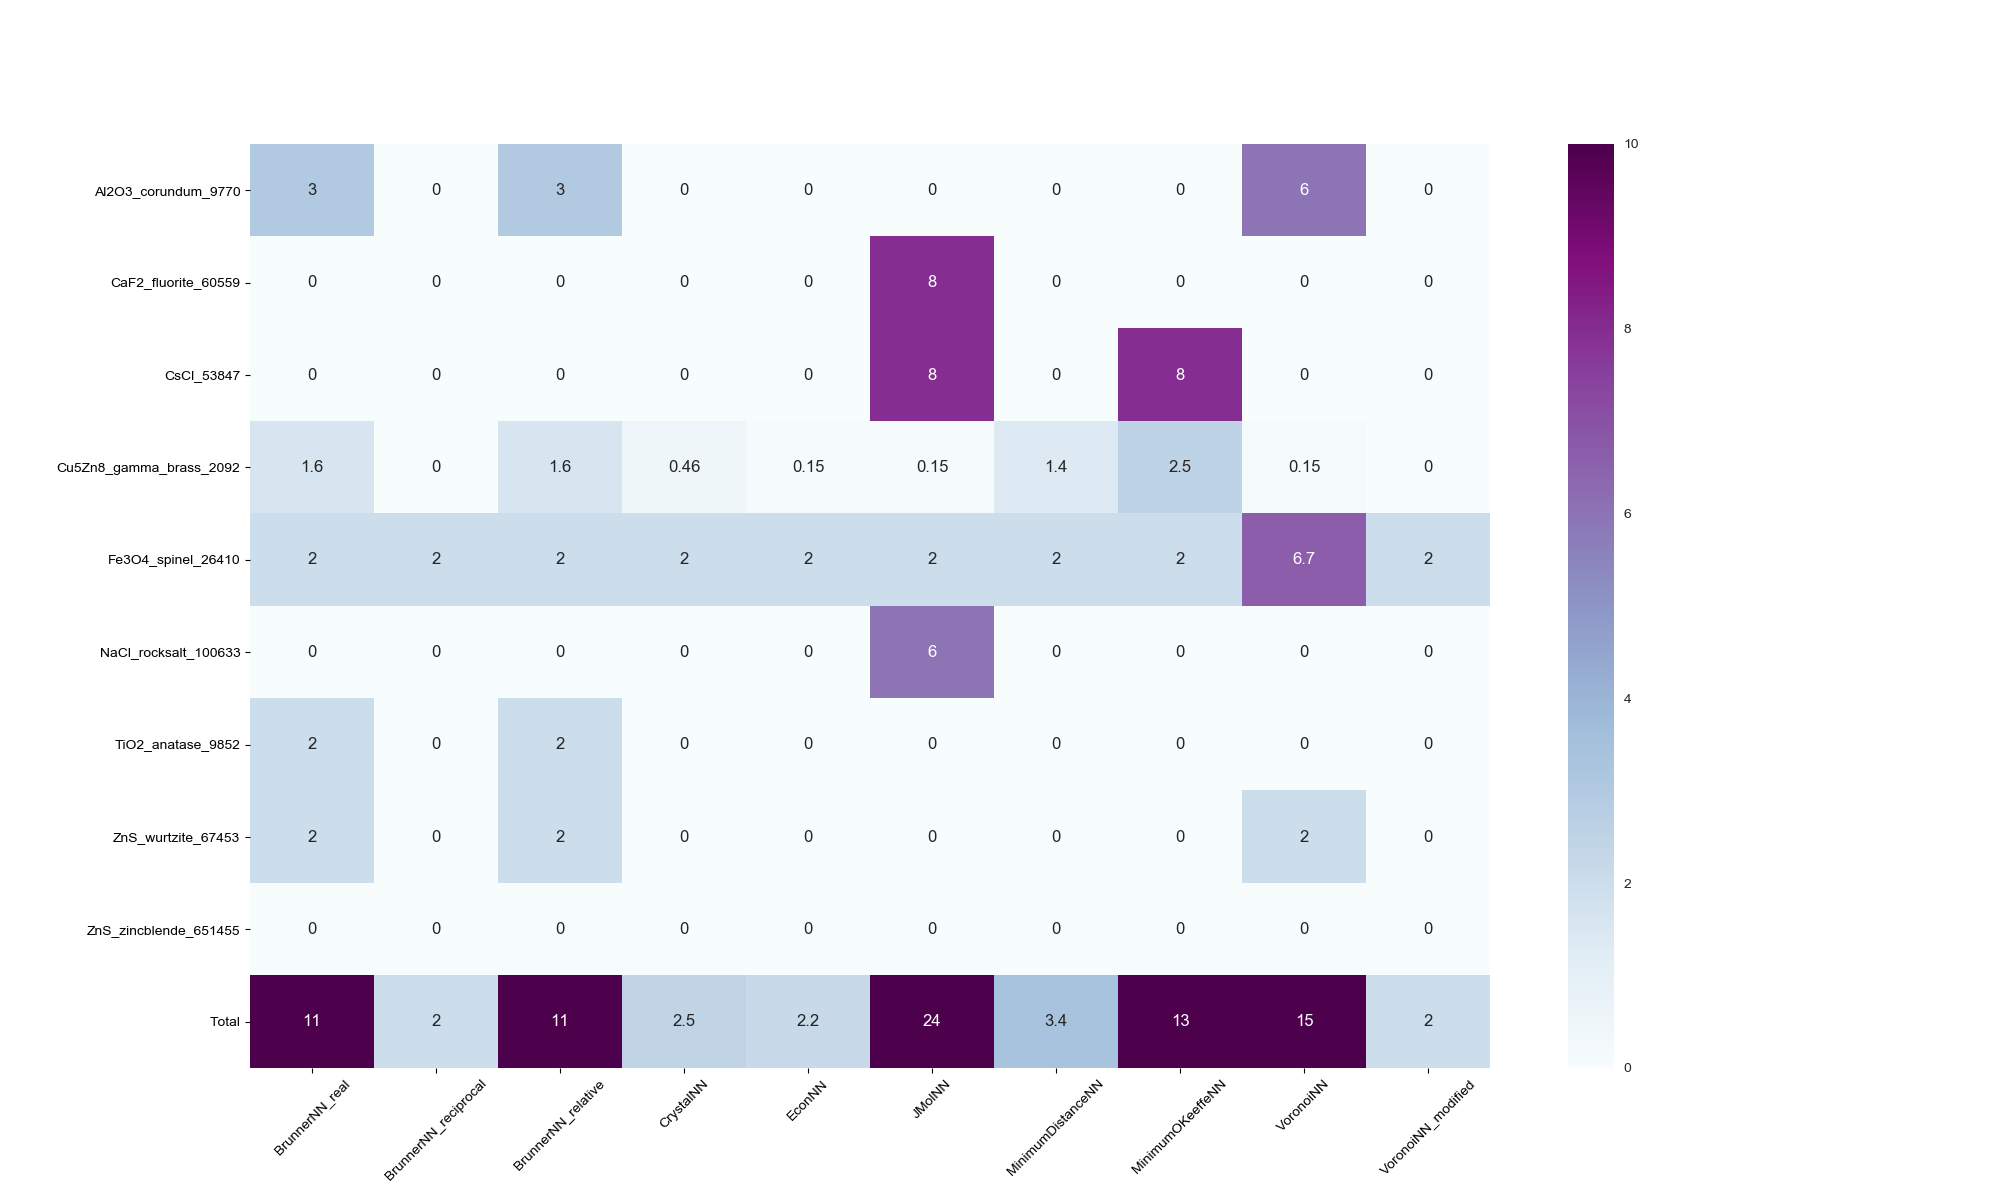 Al2O3_corundum_9770 3 0 3 0 0 0 0 0 6 0
CaF2_fluorite_60559 0 0 0 0 0 8 0 0 0 0
CsCl_53847 0 0 0 0 0 8 0 8 0 0
Cu5Zn8_gamma_brass_2092 1.6 0 1.6 0.46 0.15 0.15 1.4 2.5 0.15 0
Fe3O4_spinel_26410 2 2 2 2 2 2 2 2 6.7 2
NaCl_rocksalt_100633 0 0 0 0 0 6 0 0 0 0
TiO2_anatase_9852 2 0 2 0 0 0 0 0 0 0
ZnS_wurtzite_67453 2 0 2 0 0 0 0 0 2 0
ZnS_zincblende_651455 0 0 0 0 0 0 0 0 0 0
Total 11 2 11 2.5 2.2 24 3.4 13 15 2
BrunnerNN_real
BrunnerNN_reciprocal
BrunnerNN_relative
CrystalNN
EconNN
JMolNN
MinimumDistanceNN
MinimumOKeeffeNN
VoronoiNN
VoronoiNN_modified
10
8
6
4
2
0